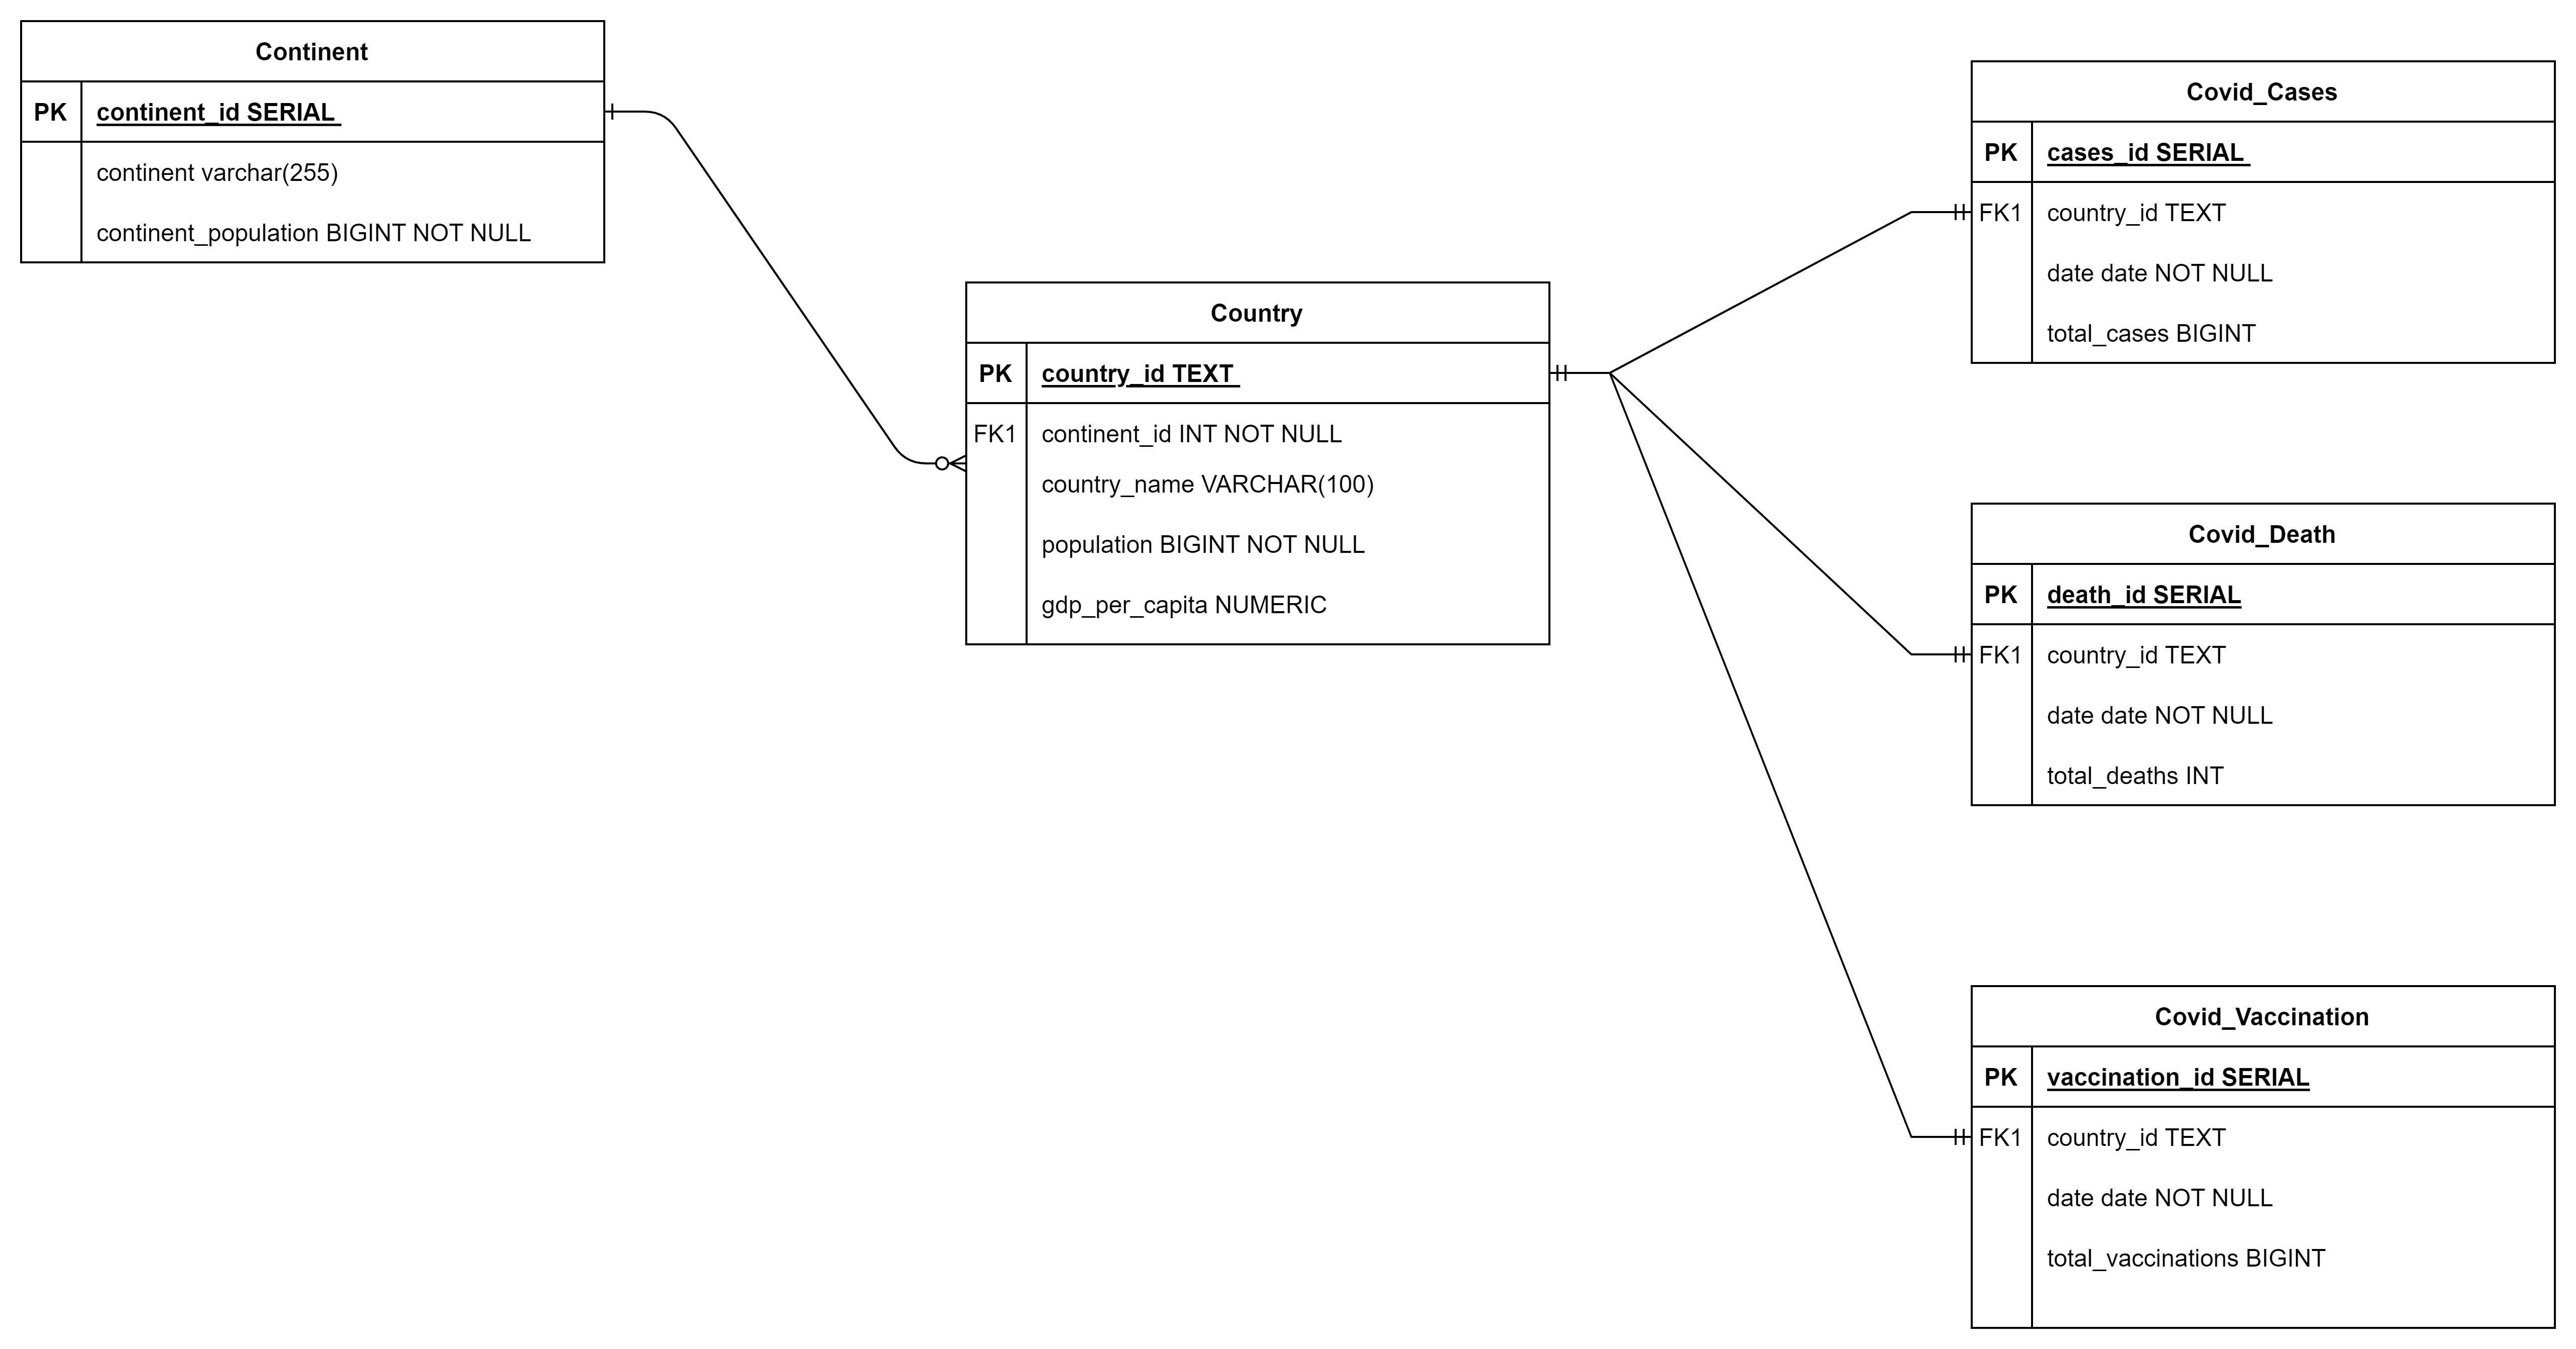 Continent
PK continent_id SERIAL
continent varchar(255)
continent_population BIGINT NOT NULL
Country
PK country_id TEXT
FK1 continent_id INT NOT NULL
country_name VARCHAR(100)
population BIGINT NOT NULL
gdp_per_capita NUMERIC
Covid_Cases
PK cases_id SERIAL
FK1 country_id TEXT
date date NOT NULL
total_cases BIGINT
Covid_Death
PK death_id SERIAL
FK1 country_id TEXT
date date NOT NULL
total_deaths INT
Covid_Vaccination
PK vaccination_id SERIAL
FK1 country_id TEXT
date date NOT NULL
total_vaccinations BIGINT